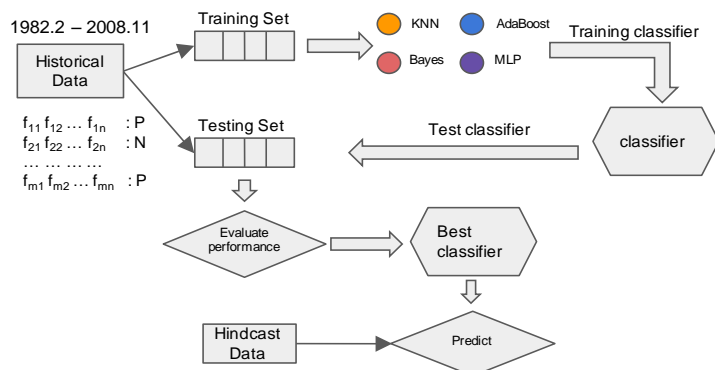 1982.2 – 2008.11
Training Set
KNN
AdaBoost
Bayes
MLP
Training classifier
Historical
Data
f11 f12 … f1n : P
f21 f22 … f2n : N
… … … …
fm1 fm2 … fmn : P
Testing Set
Test classifier
classifier
Evaluate
performance
Best
classifier
Hindcast
Data
Predict